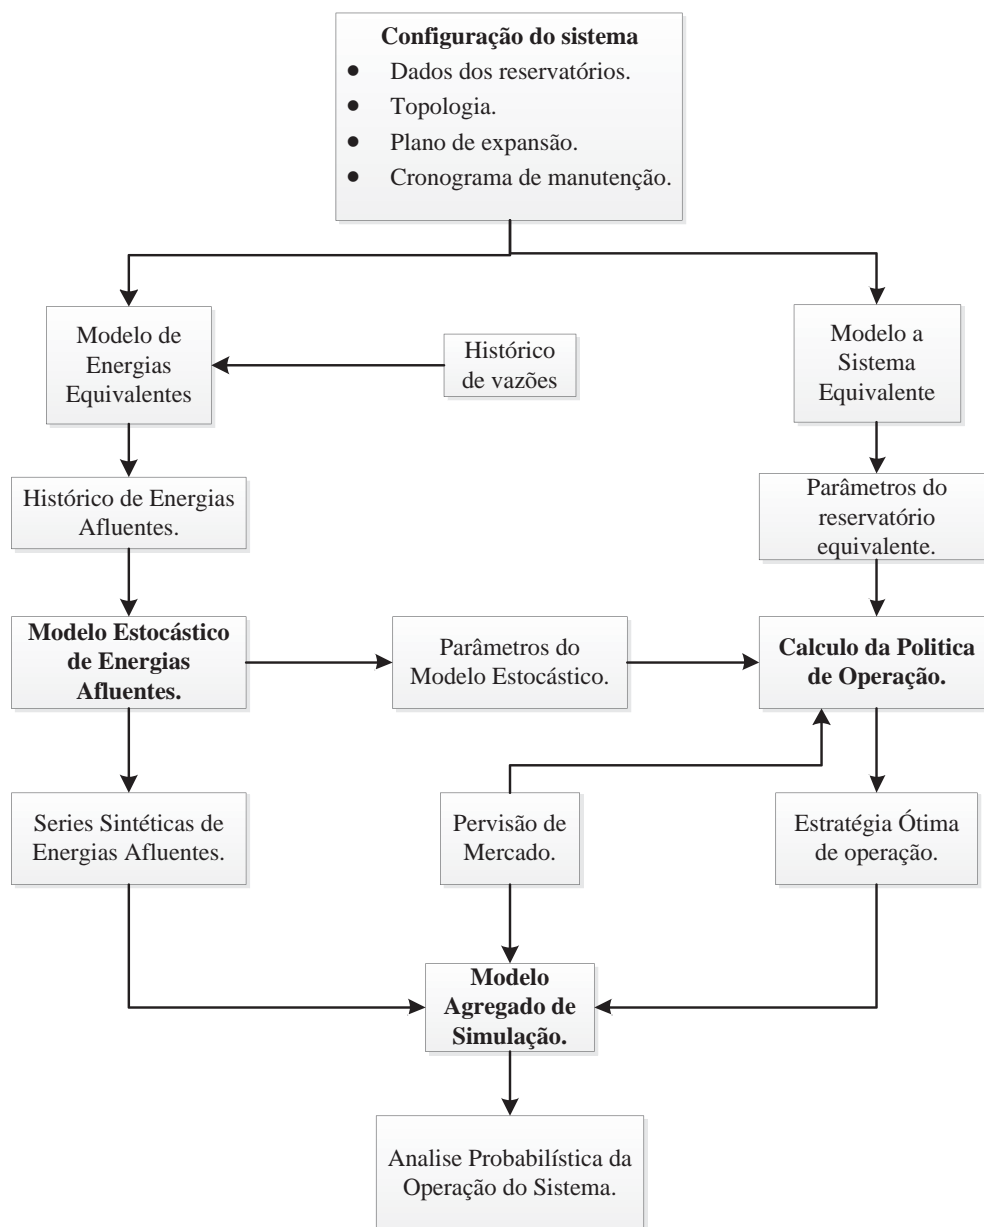 Configuração do sistema
• Dados dos reservatórios.
• Topologia.
• Plano de expansão.
• Cronograma de manutenção.
Modelo de
Energias
Equivalentes
Histórico
de vazões
Modelo a
Sistema
Equivalente
Histórico de Energias
Afluentes.
Parâmetros do
reservatório
equivalente.
Modelo Estocástico
de Energias
Afluentes.
Parâmetros do
Modelo Estocástico.
Calculo da Politica
de Operação.
Series Sintéticas de
Energias Afluentes.
Pervisão de
Mercado.
Estratégia Ótima
de operação.
Modelo
Agregado de
Simulação.
Analise Probabilística da
Operação do Sistema.